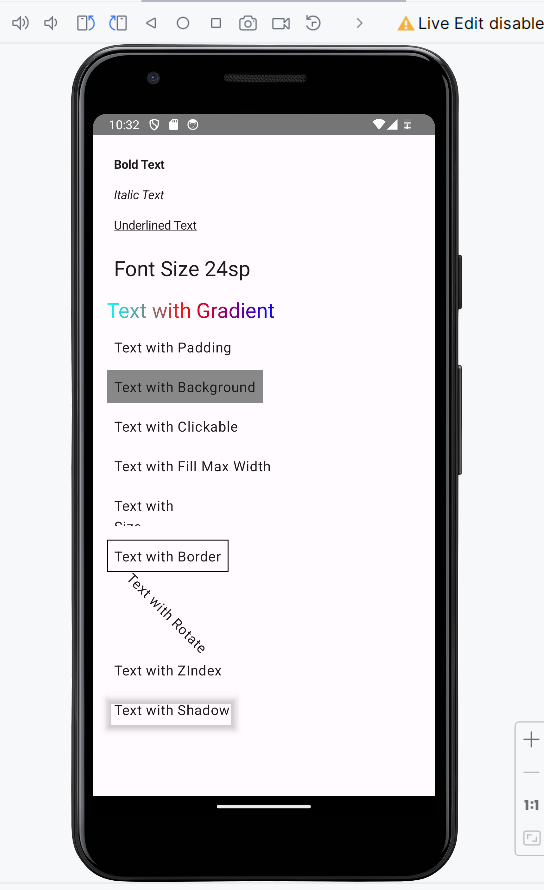 Live Edit disable
10:32
Bold Text
Italic Text
Underlined Text
Font Size 24sp
Text with Gradient
Text with Padding
Text with Background
Text with Clickable
Text with Fill Max Width
Text with
Size
Text with Border
Text with Rotate
Text with ZIndex
Text with Shadow
1:1